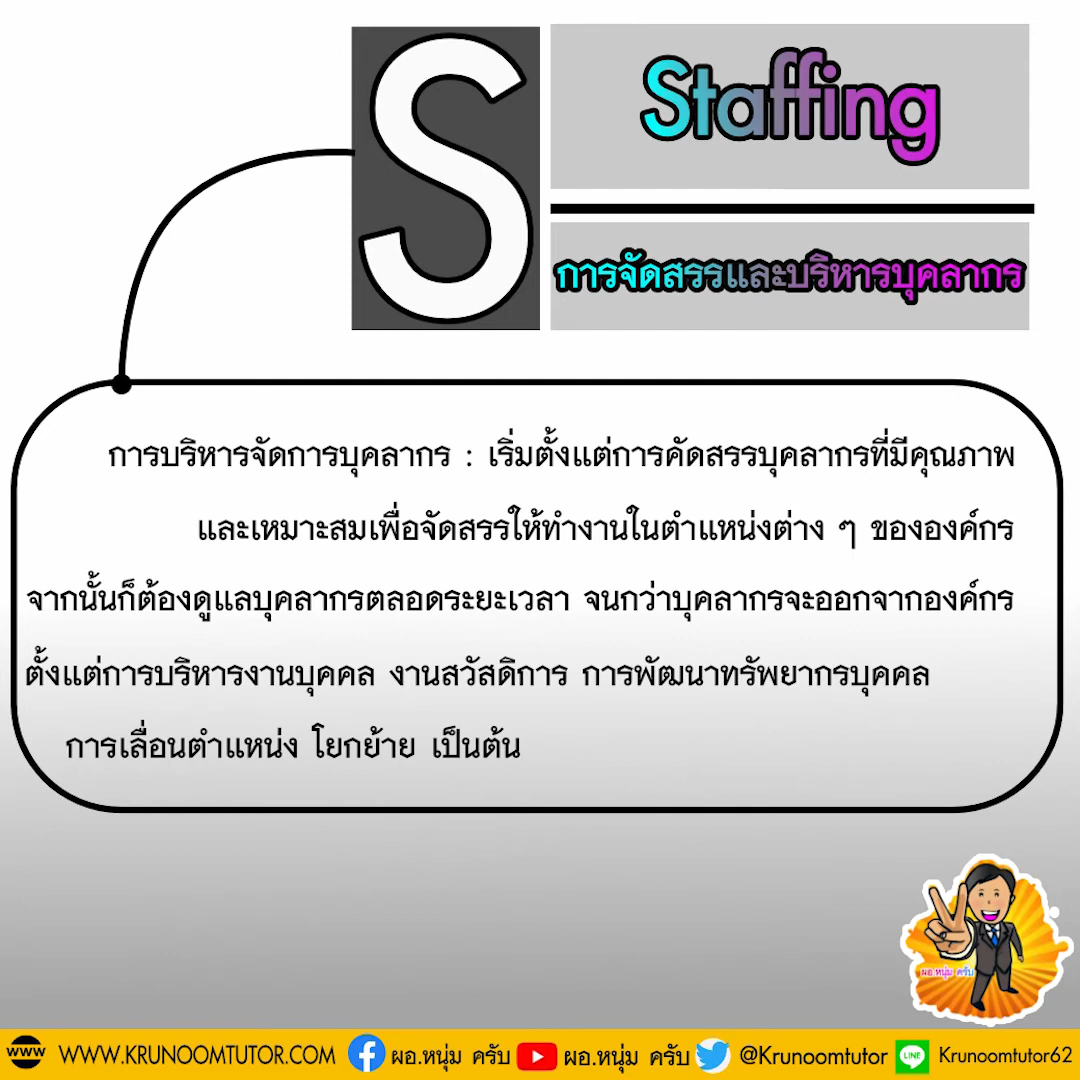 S
Staffing
การจัดสรรและบริหารบุคลากร
การบริหารจัดการบุคลากร : เริ่มตั้งแต่การคัดสรรบุคลากรที่มีคุณภาพ
และเหมาะสมเพื่อจัดสรรให้ทำงานในตำแหน่งต่าง ๆ ขององค์กร
จากนั้นก็ต้องดูแลบุคลากรตลอดระยะเวลา จนกว่าบุคลากรจะออกจากองค์กร
ตั้งแต่การบริหารงานบุคคล งานสวัสดิการ การพัฒนาทรัพยากรบุคคล
การเลื่อนตำแหน่ง โยกย้าย เป็นต้น
ผอ.หนุ่ม ครับ
www WWW.KRUNOOMTUTOR.COM ผอ.หนุ่ม ครับ ผอ.หนุ่ม ครับ @Krunoomtutor LINE Krunoomtutor62